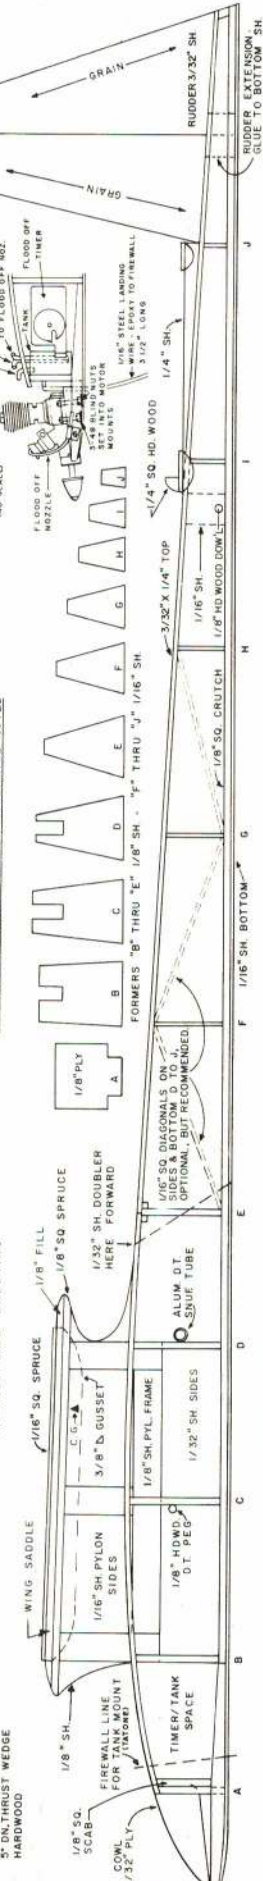 5° DN. THRUST WEDGE
HARDWOOD
WING SADDLE
1/16" SQ. SPRUCE
1/8" FILL
1/8" SQ SPRUCE
1/8" SH.
C G
3/8" GUSSET
1/16" SH. PYLON
SIDES
1/32" SH. DOUBLER
HERE FORWARD
1/8" SQ.
SCAB
FIREWALL LINE
FOR TANK MOUNT
(TATONE)
COWL
1/32" PLY
TIMER/TANK
SPACE
1/8" SH. PYL. FRAME
1/8" HDWD
D.T. PEG
1/32" SH. SIDES
ALUM. D.T.
SNUF TUBE
1/16" SQ DIAGONALS ON
SIDES & BOTTOM D TO J,
OPTIONAL, BUT RECOMMENDED.
1/16" SH. BOTTOM
1/8" SQ. CRUTCH
3/32" X 1/4" TOP
1/16" SH.
1/8" HD WOOD DOW'L
1/4" SQ. HD. WOOD
1/4" SH.
A
B
C
D
E
F
G
H
I
J
1/8" PLY
A
B
C
D
E
F
G
H
I
J
FORMERS "B" THRU "E" 1/8" SH. - "F" THRU "J" 1/16" SH.
FLOOD OFF
NOZZLE
TO FLOOD OFF NOZ.
TANK
FLOOD OFF
TIMER
3-48 BLIND NUTS
SET INTO MOTOR
MOUNTS
1/16" STEEL LANDING
WIRE - EPOXY TO FIREWALL
3 1/2" LONG
GRAIN
GRAIN
RUDDER 3/32" SH.
RUDDER EXTENSION
GLUE TO BOTTOM SH.